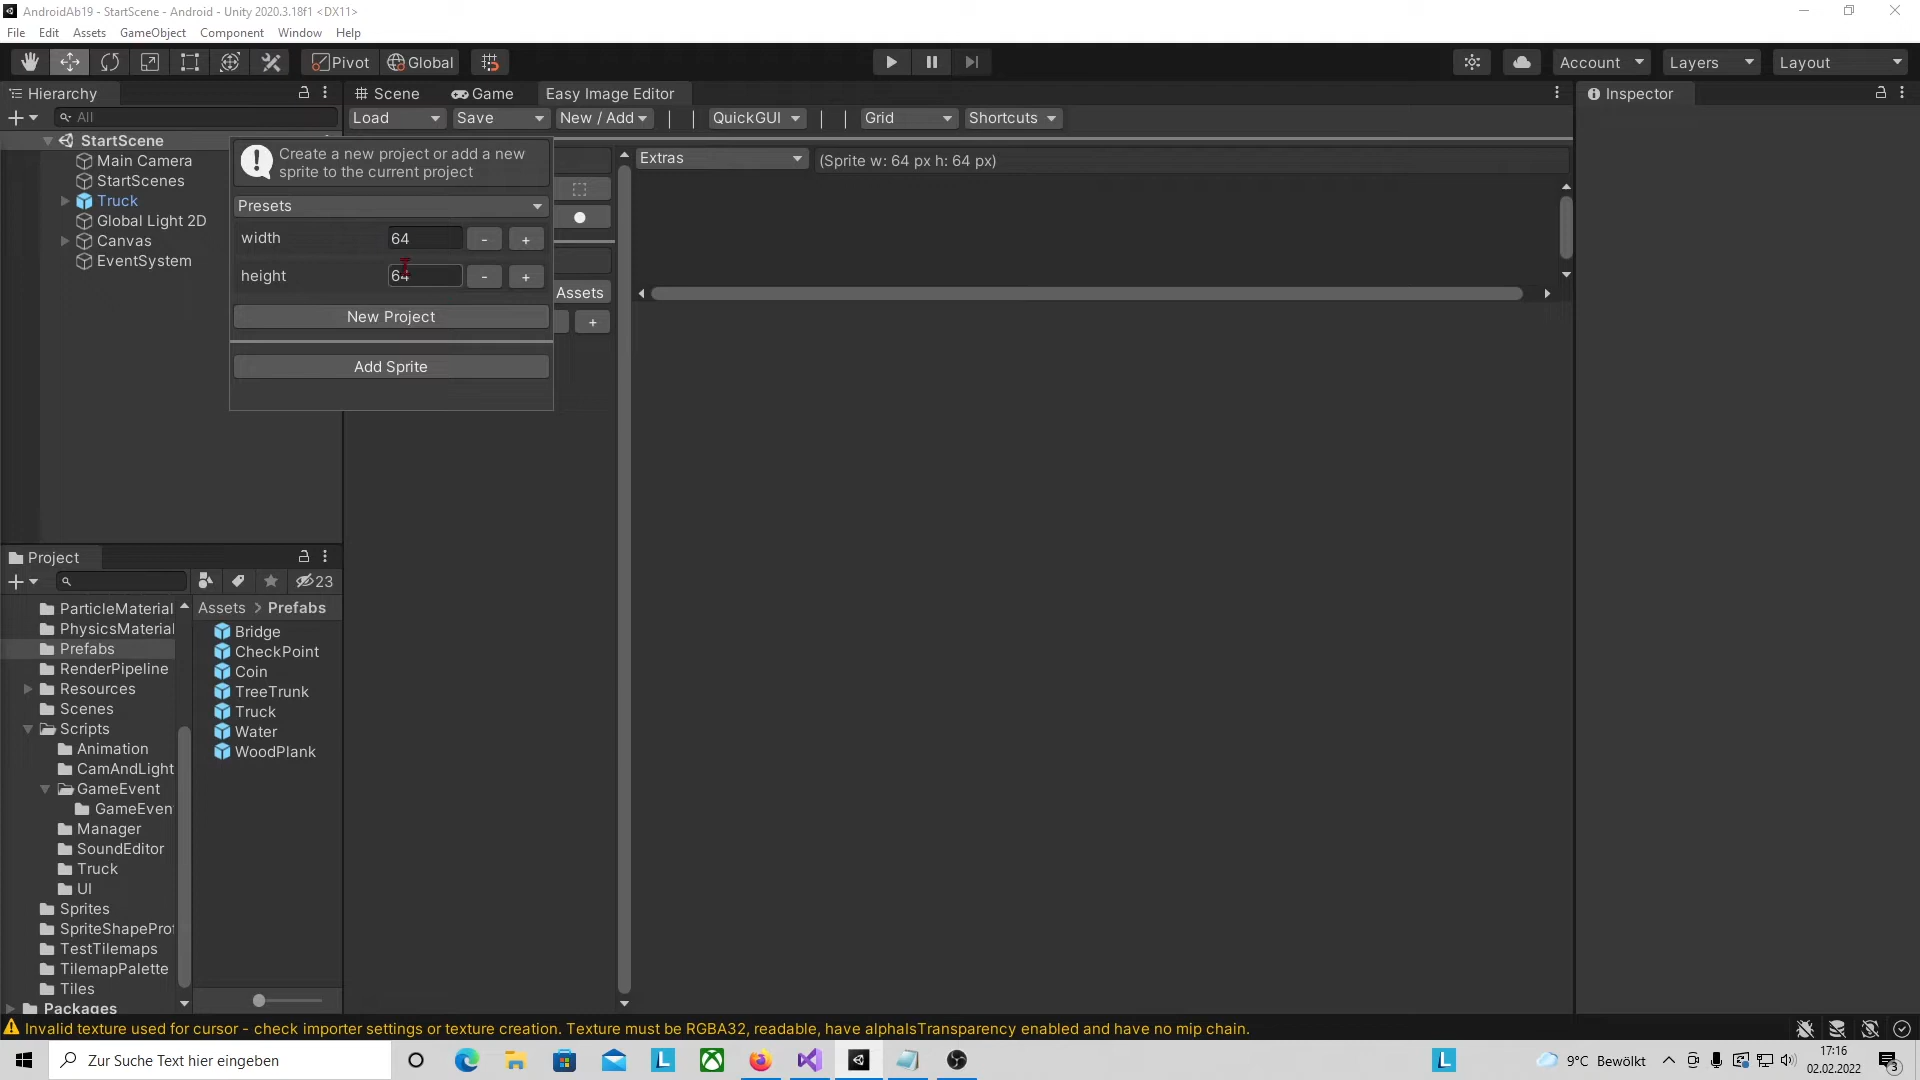 AndroidAb19 - StartScene - Android - Unity 2020.3.18f1 <DX11>
File Edit Assets GameObject Component Window Help
Pivot Global Account Layers Layout
Hierarchy Scene Game Easy Image Editor Inspector
All Load Save New / Add QuickGUI Grid Shortcuts
StartScene
Main Camera
StartScenes
Truck
Global Light 2D
Canvas
EventSystem
Create a new project or add a new
sprite to the current project
Presets
width 64 - +
height 64 - +
New Project
Add Sprite
Extras (Sprite w: 64 px h: 64 px)
Assets
+
Project
23
Assets > Prefabs
ParticleMaterial
PhysicsMaterial
Prefabs
RenderPipeline
Resources
Scenes
Scripts
Animation
CamAndLight
GameEvent
GameEven
Manager
SoundEditor
Truck
UI
Sprites
SpriteShapeProf
TestTilemaps
TilemapPalette
Tiles
Packages
Bridge
CheckPoint
Coin
TreeTrunk
Truck
Water
WoodPlank
Invalid texture used for cursor - check importer settings or texture creation. Texture must be RGBA32, readable, have alphaIsTransparency enabled and have no mip chain.
Zur Suche Text hier eingeben
L
L
9°C Bewölkt
17:16
02.02.2022
3